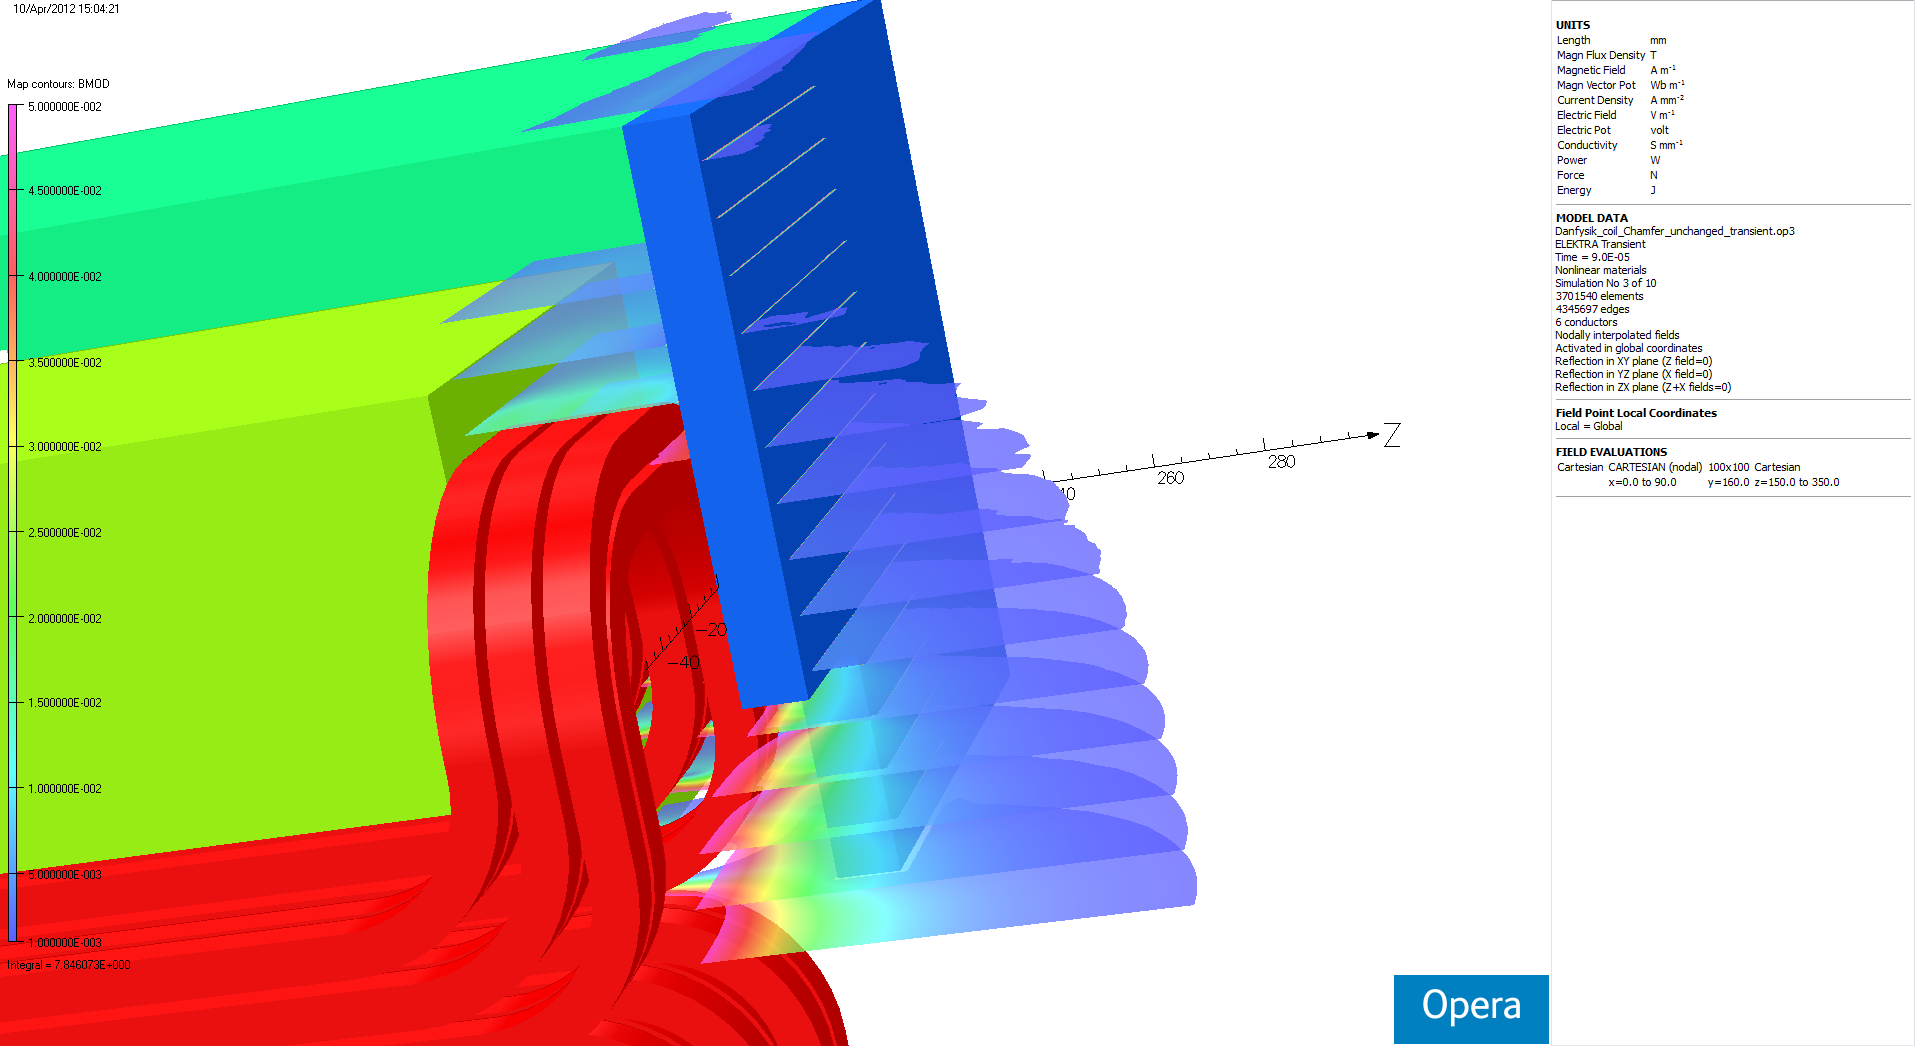 10/Apr/2012 15:04:21
Map contours: BMOD
5.000000E-002
4.500000E-002
4.000000E-002
3.500000E-002
3.000000E-002
2.500000E-002
2.000000E-002
1.500000E-002
1.000000E-002
5.000000E-003
1.000000E-003
Integral = 7.846073E+000
Z
280
260
40
-20
-40
UNITS
Length mm
Magn Flux Density T
Magnetic Field A m-1
Magn Vector Pot Wb m-1
Current Density A mm-2
Electric Field V m-1
Electric Pot volt
Conductivity S mm-1
Power W
Force N
Energy J
MODEL DATA
Danfysik_coil_Chamfer_unchanged_transient.op3
ELEKTRA Transient
Time = 9.0E-05
Nonlinear materials
Simulation No 3 of 10
3701540 elements
4345697 edges
6 conductors
Nodally interpolated fields
Activated in global coordinates
Reflection in XY plane (Z field=0)
Reflection in YZ plane (X field=0)
Reflection in ZX plane (Z+X fields=0)
Field Point Local Coordinates
Local = Global
FIELD EVALUATIONS
Cartesian CARTESIAN (nodal) 100x100 Cartesian
x=0.0 to 90.0 y=160.0 z=150.0 to 350.0
Opera